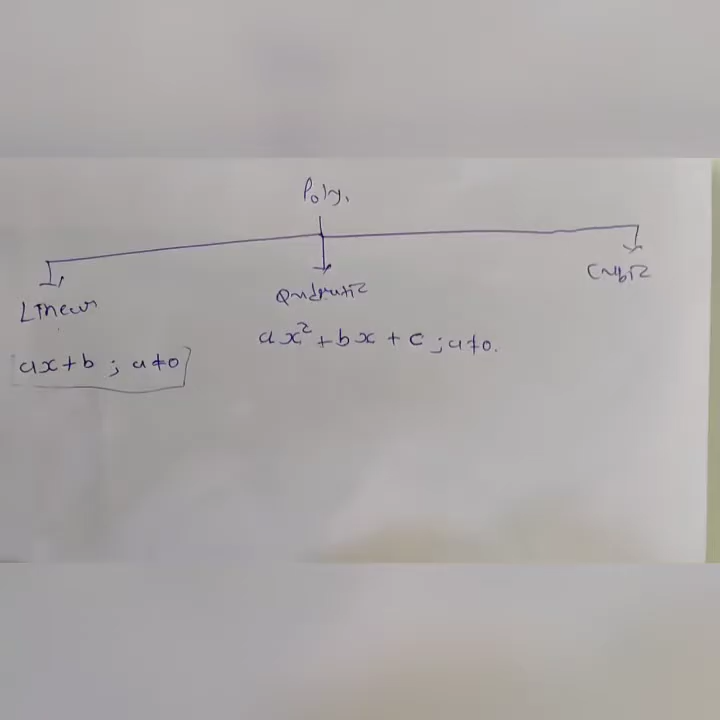 Poly.
Linear
Quadratic
Cubic
ax² + bx + c ; a≠0.
ax+b ; a≠0